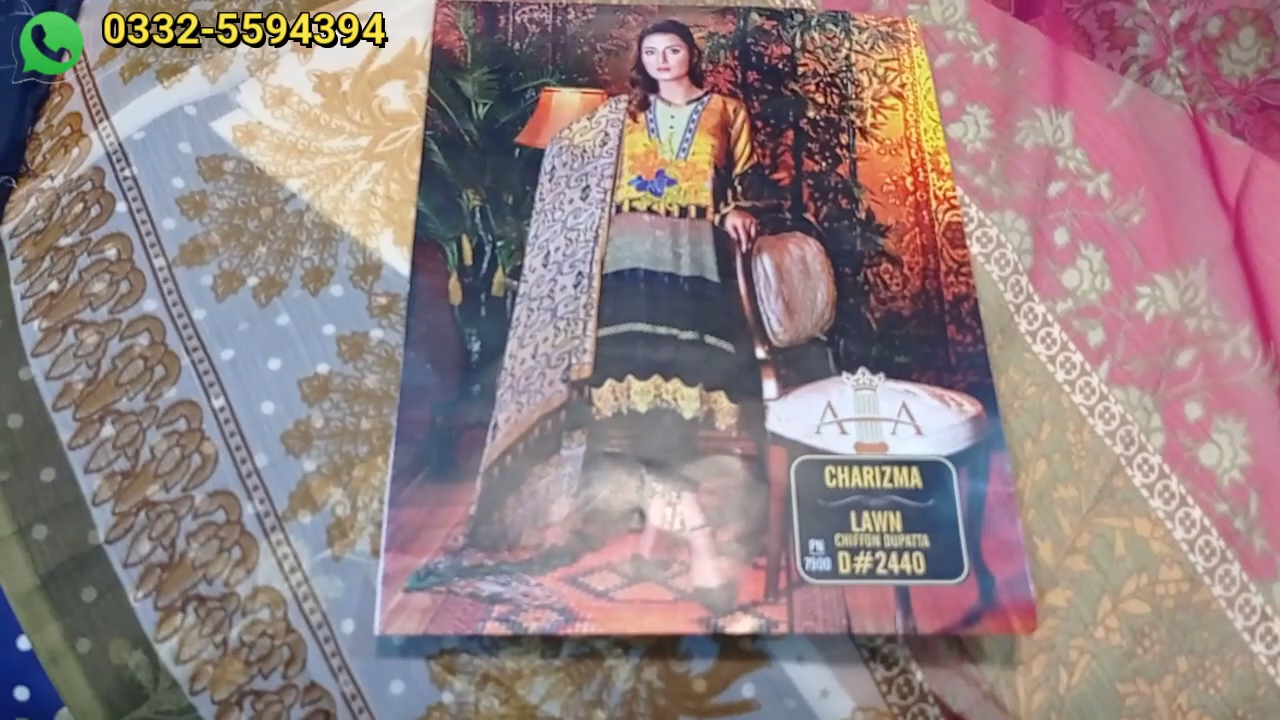 0332-5594394
A A
CHARIZMA
LAWN
CHIFFON DUPATTA
PN
7900
D#2440